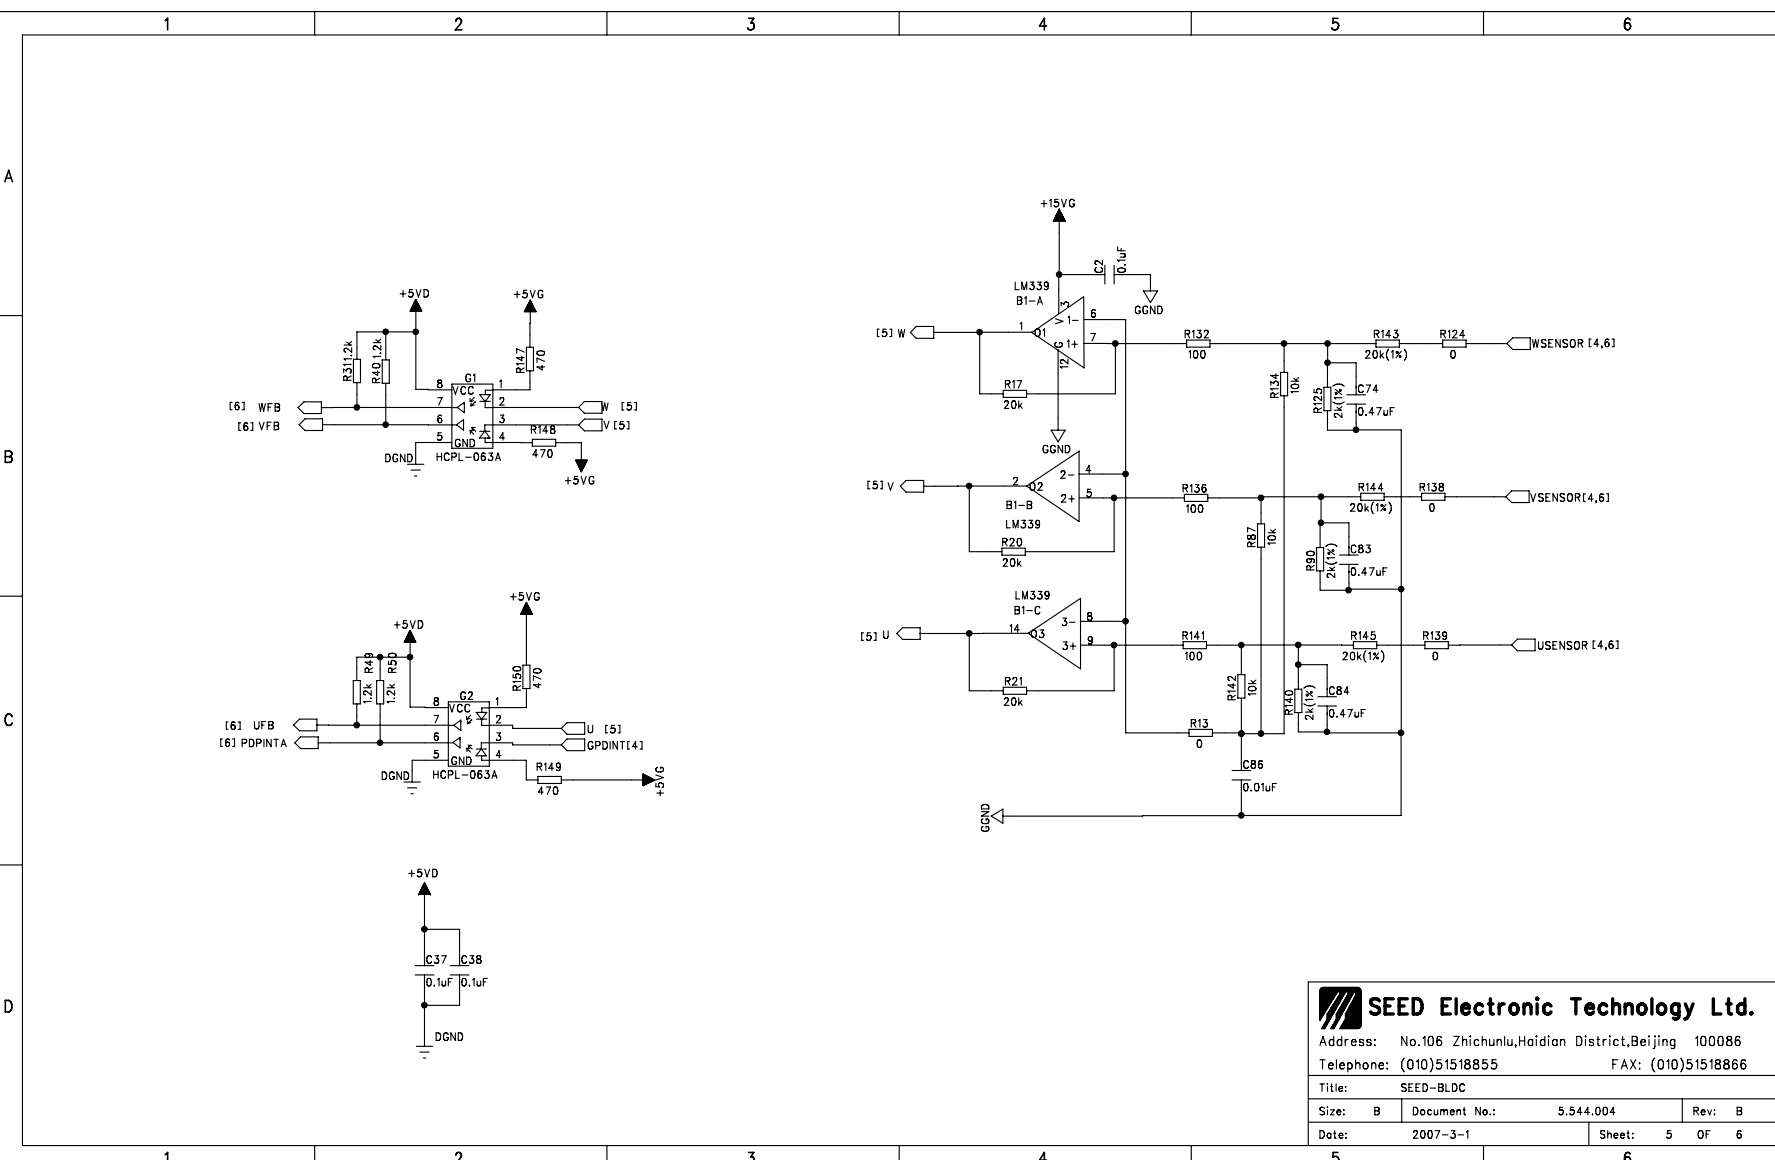 1 2 3 4 5 6
A
B
C
D
+5VD
+5VG
R31 1.2k
R40 1.2k
R147
470
G1
8 VCC 1
7 2
6 3
5 GND 4
HCPL-063A
[6] WFB
[6] VFB
W [5]
V [5]
R148
470
+5VG
DGND
+5VD
+5VG
R49
1.2k
R50
1.2k
R150
470
G2
8 VCC 1
7 2
6 3
5 GND 4
HCPL-063A
[6] UFB
[6] PDPINTA
U [5]
GPDINT[4]
R149
470
+5VG
DGND
+5VD
C37
0.1uF
C38
0.1uF
DGND
+15VG
C2
0.1uF
GGND
LM339
B1-A
3
V 1- 6
1 O1
G 1+ 7
12
[5] W
R17
20k
GGND
R132
100
R134
10k
R143
20k(1%)
R124
0
WSENSOR [4,6]
R125
2k(1%)
C74
0.47uF
[5] V
2 O2
2- 4
2+ 5
B1-B
LM339
R20
20k
R136
100
R87
10k
R144
20k(1%)
R138
0
VSENSOR[4,6]
R90
2k(1%)
C83
0.47uF
LM339
B1-C
[5] U
14 O3
3- 8
3+ 9
R21
20k
R141
100
R142
10k
R145
20k(1%)
R139
0
USENSOR [4,6]
R140
2k(1%)
C84
0.47uF
R13
0
C86
0.01uF
GGND
SEED Electronic Technology Ltd.
Address: No.106 Zhichunlu,Haidian District,Beijing 100086
Telephone: (010)51518855 FAX: (010)51518866
Title: SEED-BLDC
Size: B Document No.: 5.544.004 Rev: B
Date: 2007-3-1 Sheet: 5 OF 6
1 2 3 4 5 6